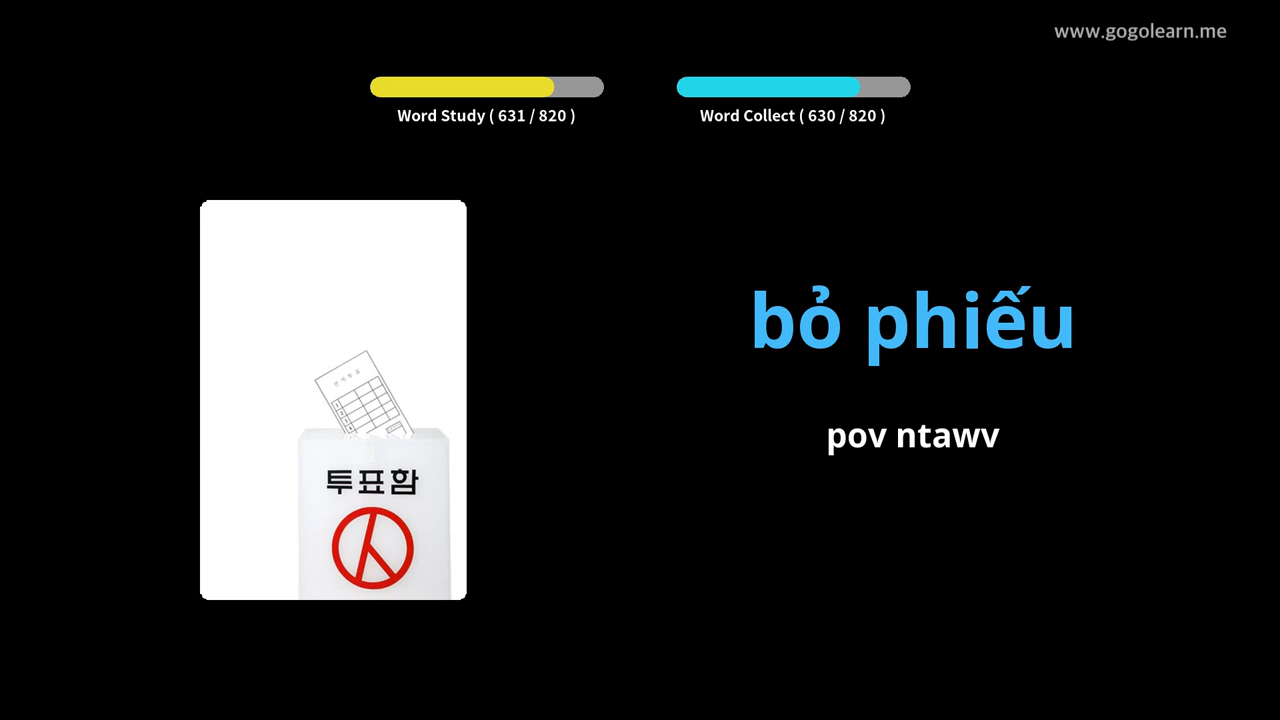 www.gogolearn.me
Word Study ( 631 / 820 )
Word Collect ( 630 / 820 )
투표함
bỏ phiếu
pov ntawv